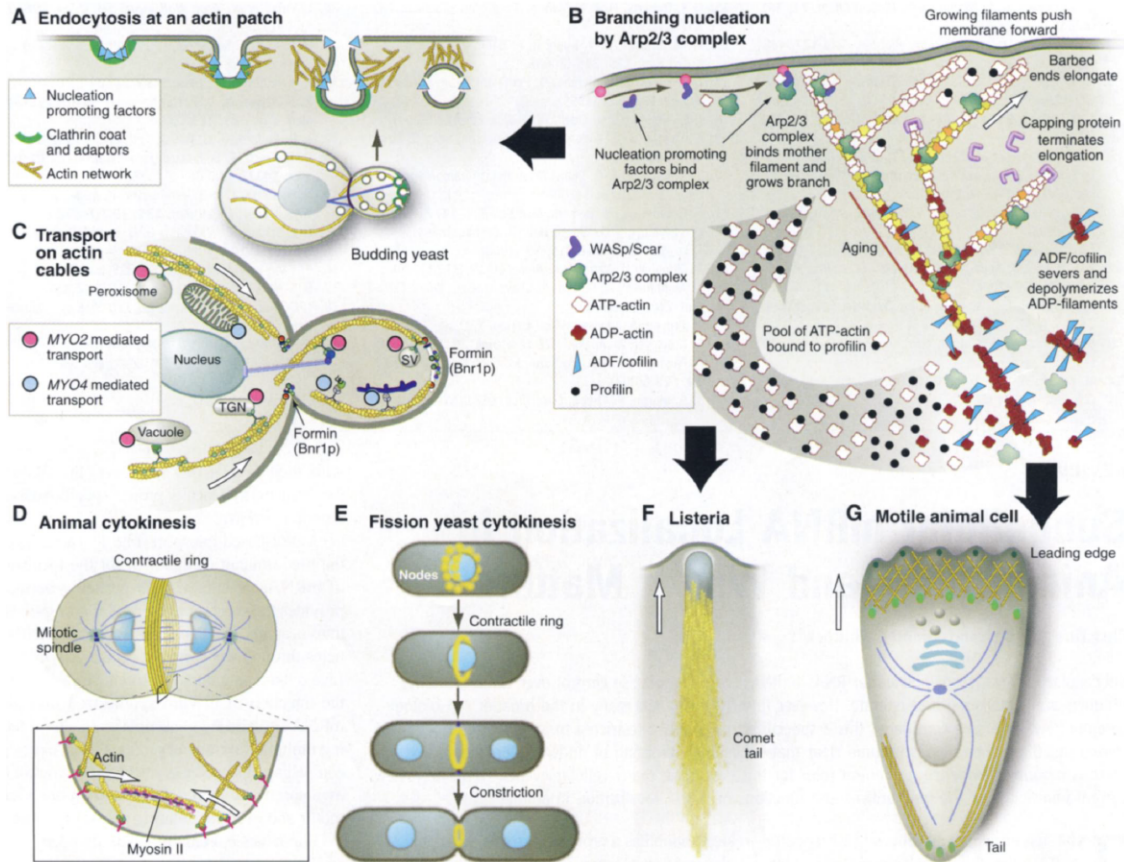 A Endocytosis at an actin patch
Nucleation
promoting factors
Clathrin coat
and adaptors
Actin network
Budding yeast
B Branching nucleation
by Arp2/3 complex
Growing filaments push
membrane forward
Barbed
ends elongate
Capping protein
terminates
elongation
Nucleation promoting
factors bind
Arp2/3 complex
Arp2/3
complex
binds mother
filament and
grows branch
Aging
ADF/cofilin
severs and
depolymerizes
ADP-filaments
Pool of ATP-actin
bound to profilin
WASp/Scar
Arp2/3 complex
ATP-actin
ADP-actin
ADF/cofilin
Profilin
C Transport
on actin
cables
Peroxisome
MYO2 mediated
transport
MYO4 mediated
transport
Nucleus
SV
Formin
(Bnr1p)
TGN
Vacuole
Formin
(Bnr1p)
D Animal cytokinesis
Contractile ring
Mitotic
spindle
Actin
Myosin II
E Fission yeast cytokinesis
Nodes
Contractile ring
Constriction
F Listeria
Comet
tail
G Motile animal cell
Leading edge
Tail